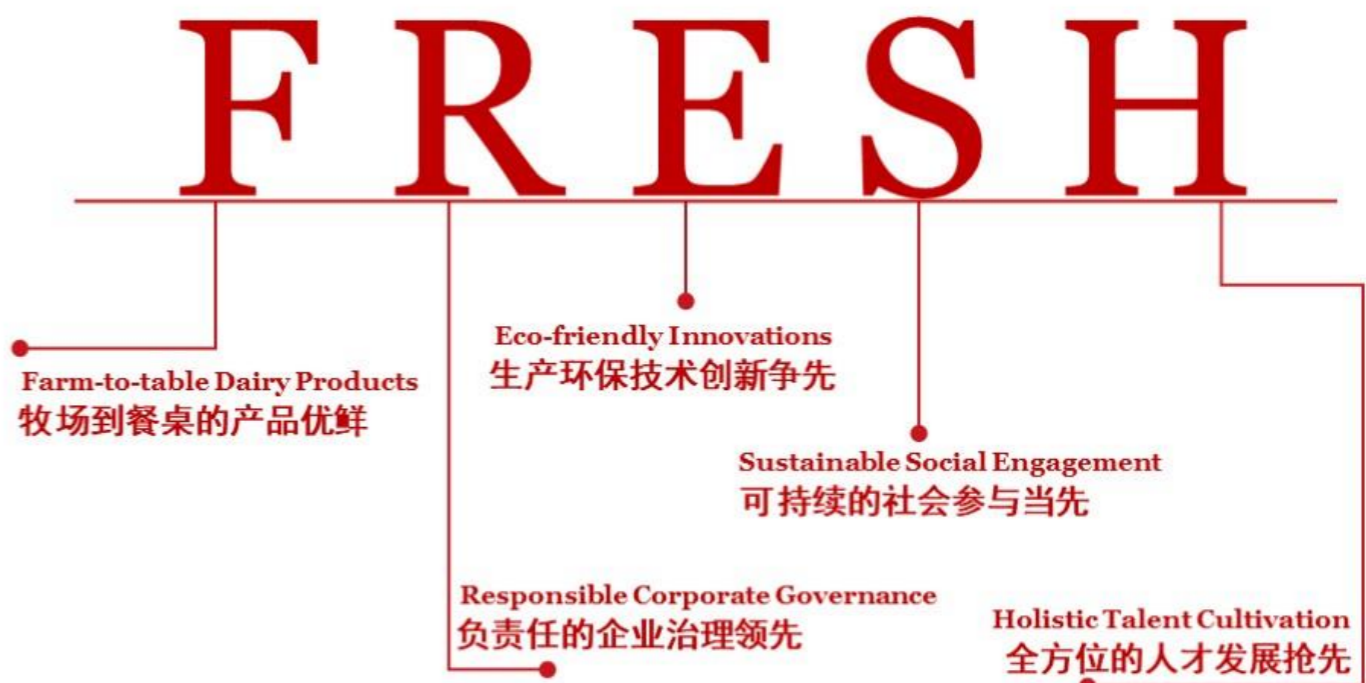 FRESH
Farm-to-table Dairy Products
牧场到餐桌的产品优鲜
Responsible Corporate Governance
负责任的企业治理领先
Eco-friendly Innovations
生产环保技术创新争先
Sustainable Social Engagement
可持续的社会参与当先
Holistic Talent Cultivation
全方位的人才发展抢先